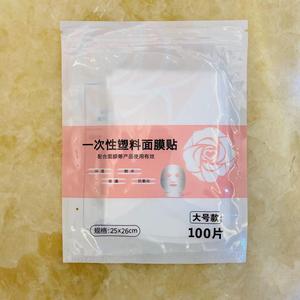 一次性塑料面膜贴
配合面膜等产品使用有效
大号款
规格:25×26cm
100片